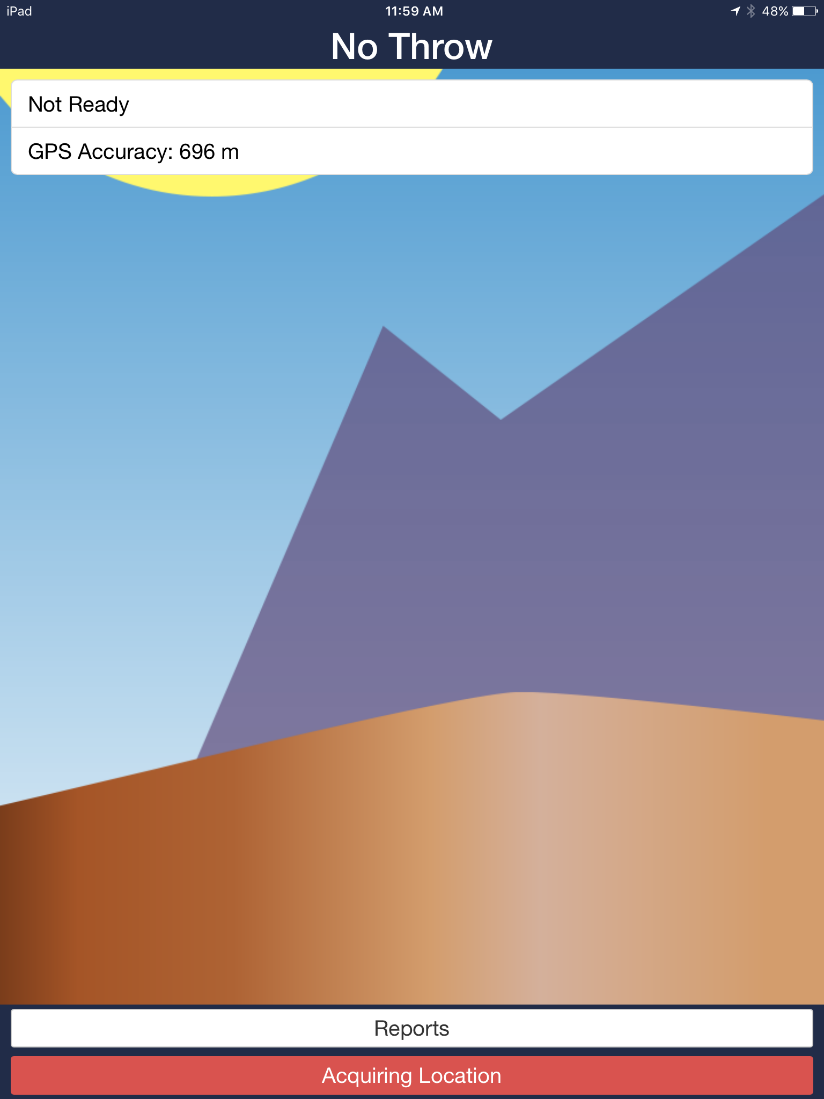 iPad 11:59 AM 48%
No Throw
Not Ready
GPS Accuracy: 696 m
Reports
Acquiring Location